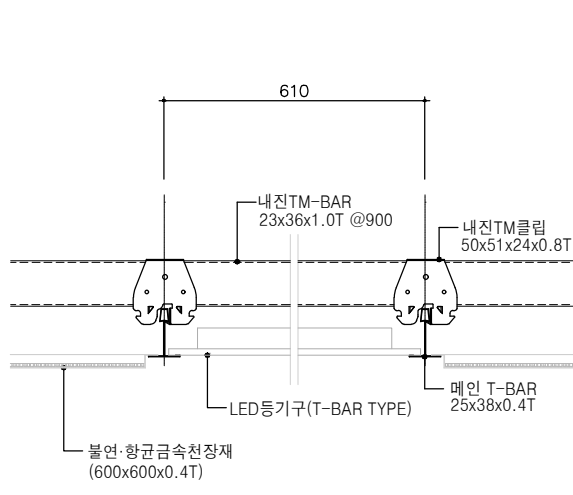 610
내진TM-BAR
23x36x1.0T @900
내진TM클립
50x51x24x0.8T
메인 T-BAR
25x38x0.4T
LED등기구(T-BAR TYPE)
불연·항균금속천장재
(600x600x0.4T)